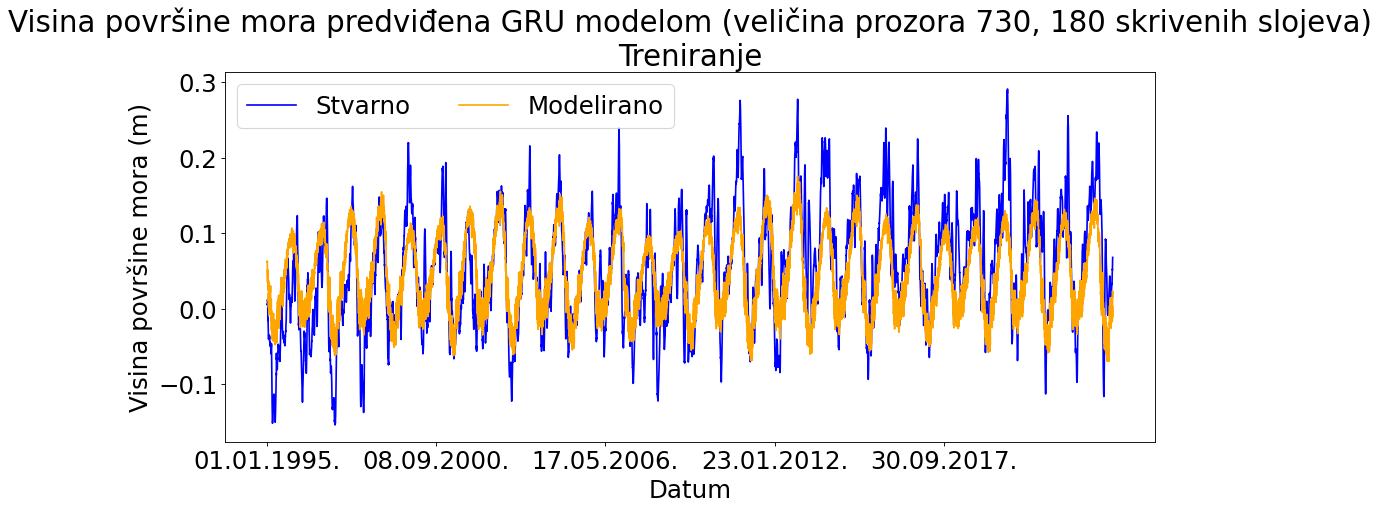 Visina površine mora predviđena GRU modelom (veličina prozora 730, 180 skrivenih slojeva)
Treniranje
Stvarno Modelirano
Visina površine mora (m)
0.3
0.2
0.1
0.0
−0.1
01.01.1995. 08.09.2000. 17.05.2006. 23.01.2012. 30.09.2017.
Datum